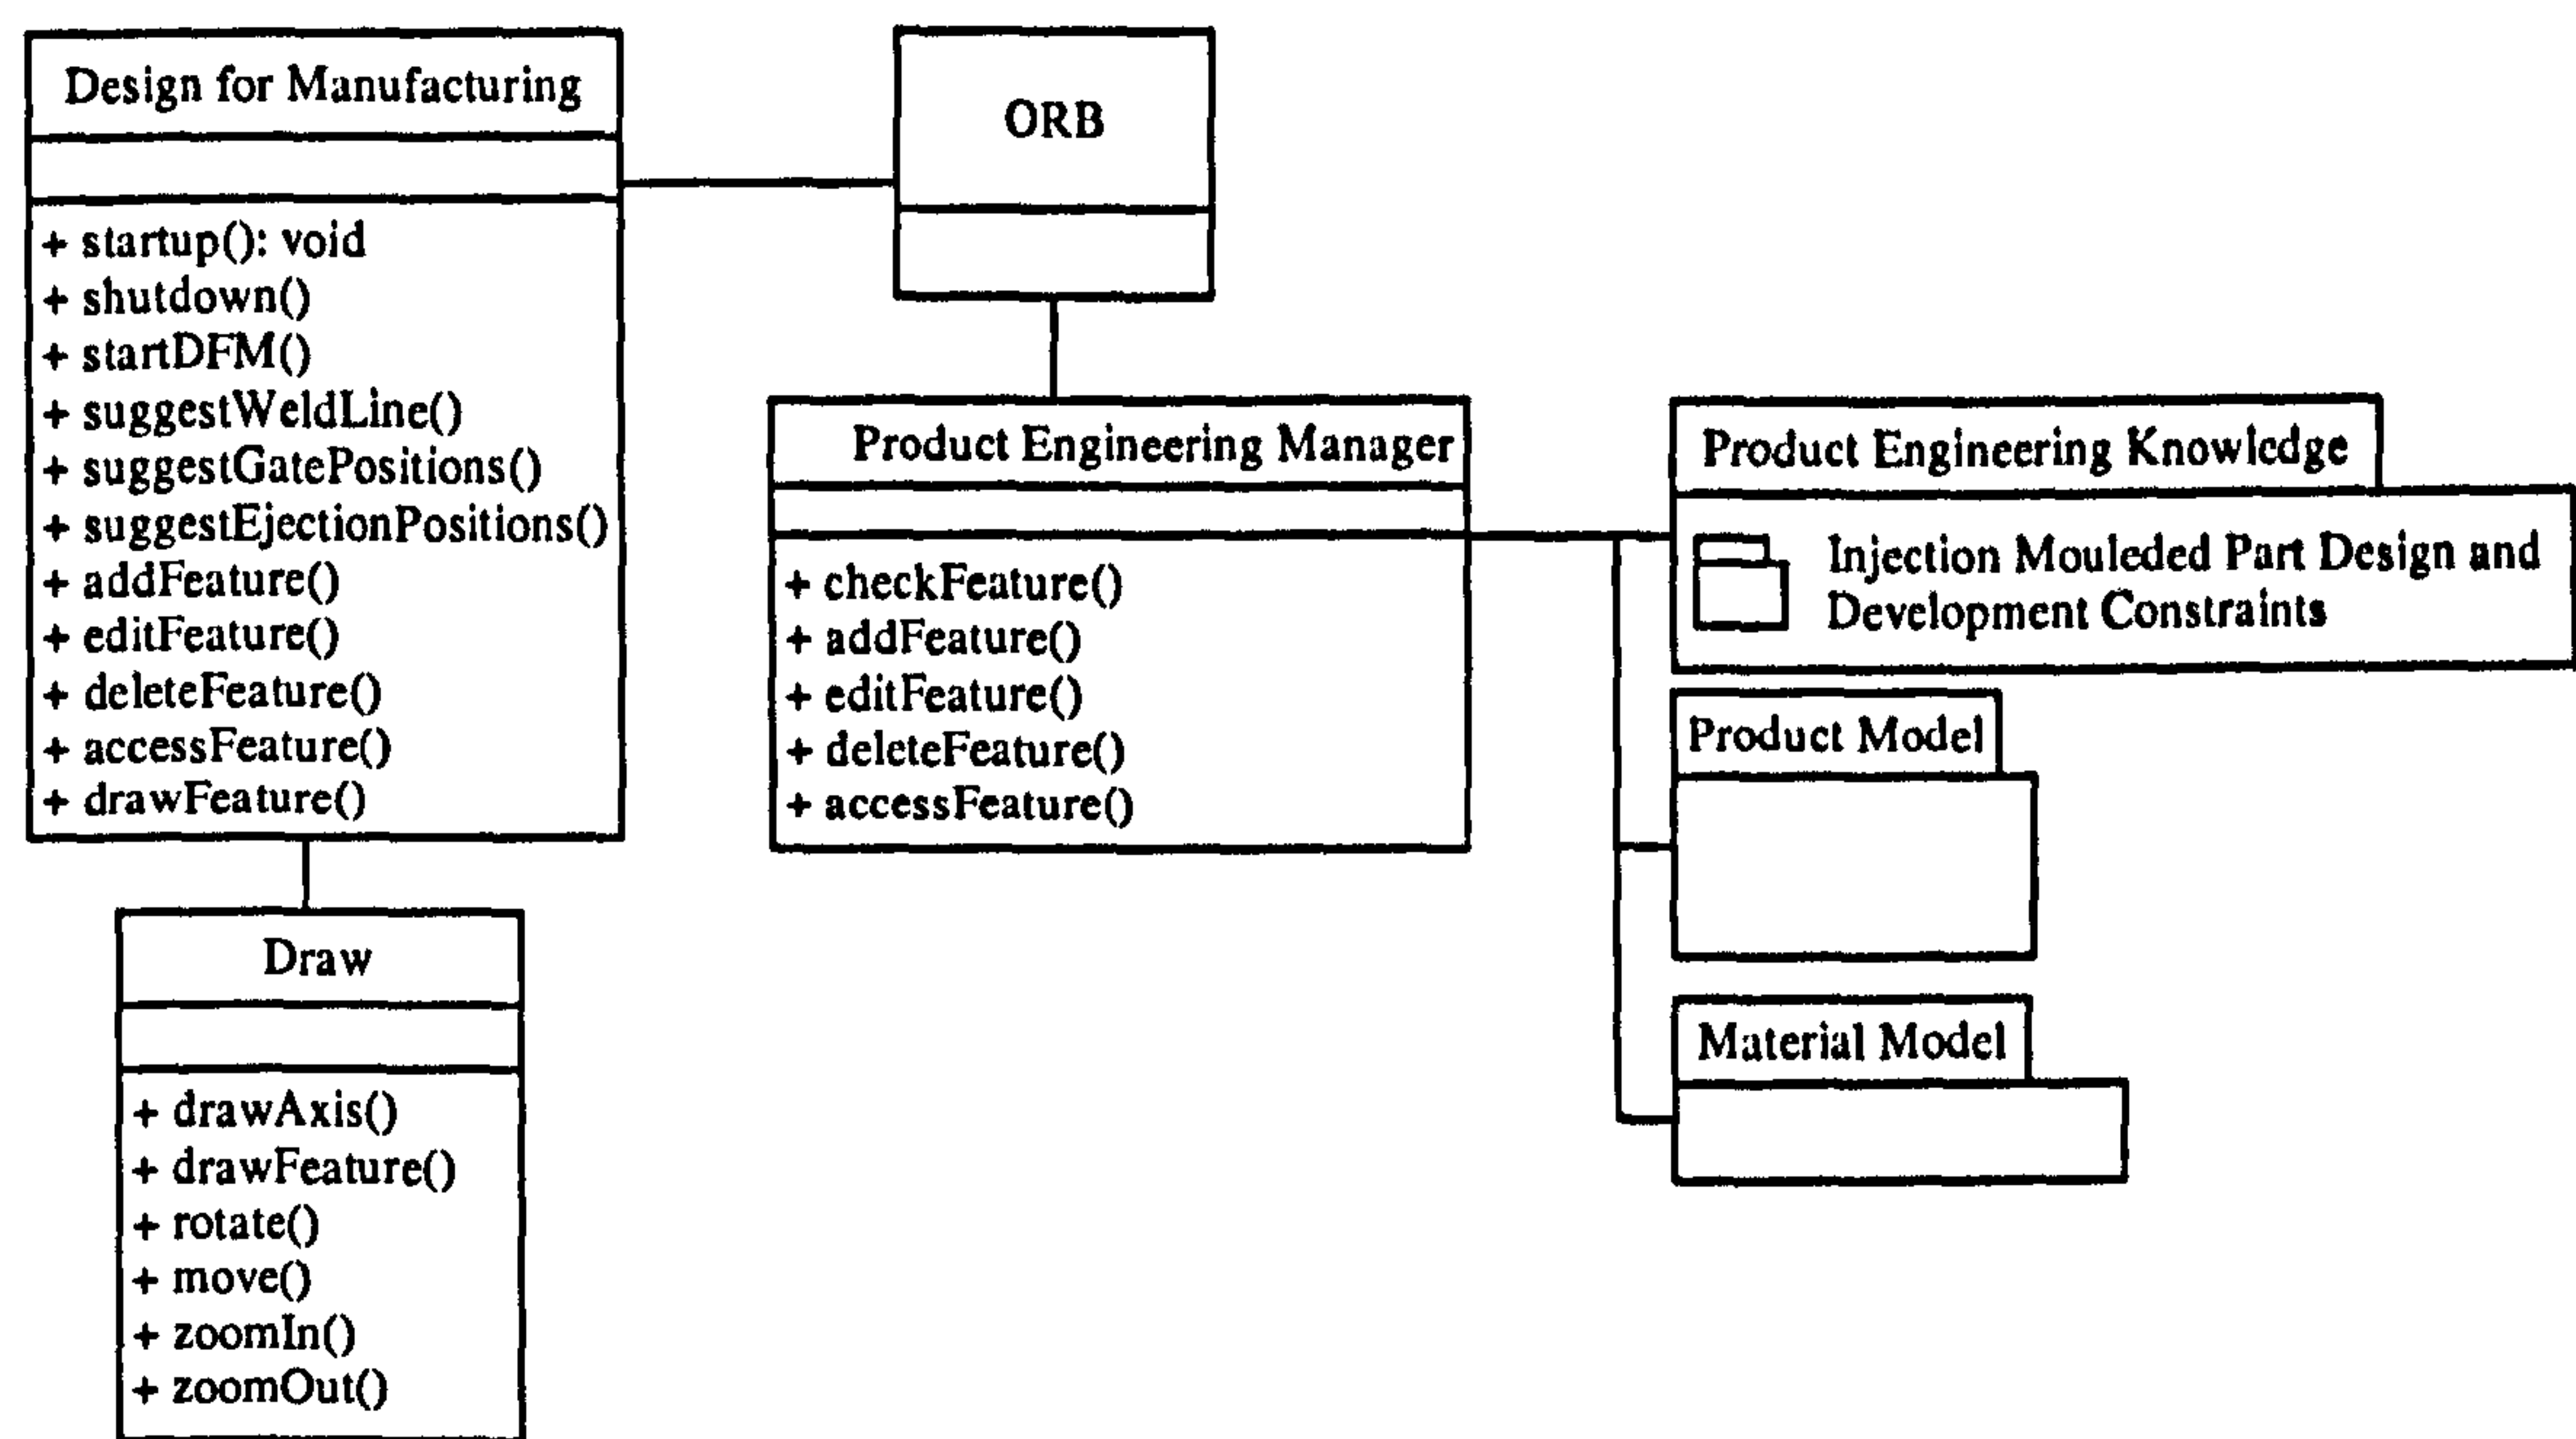 Design for Manufacturing
+ startup(): void
+ shutdown()
+ startDFM()
+ suggestWeldLine()
+ suggestGatePositions()
+ suggestEjectionPositions()
+ addFeature()
+ editFeature()
+ deleteFeature()
+ accessFeature()
+ drawFeature()
ORB
Product Engineering Manager
+ checkFeature()
+ addFeature()
+ editFeature()
+ deleteFeature()
+ accessFeature()
Product Engineering Knowledge
Injection Mouleded Part Design and
Development Constraints
Product Model
Material Model
Draw
+ drawAxis()
+ drawFeature()
+ rotate()
+ move()
+ zoomIn()
+ zoomOut()